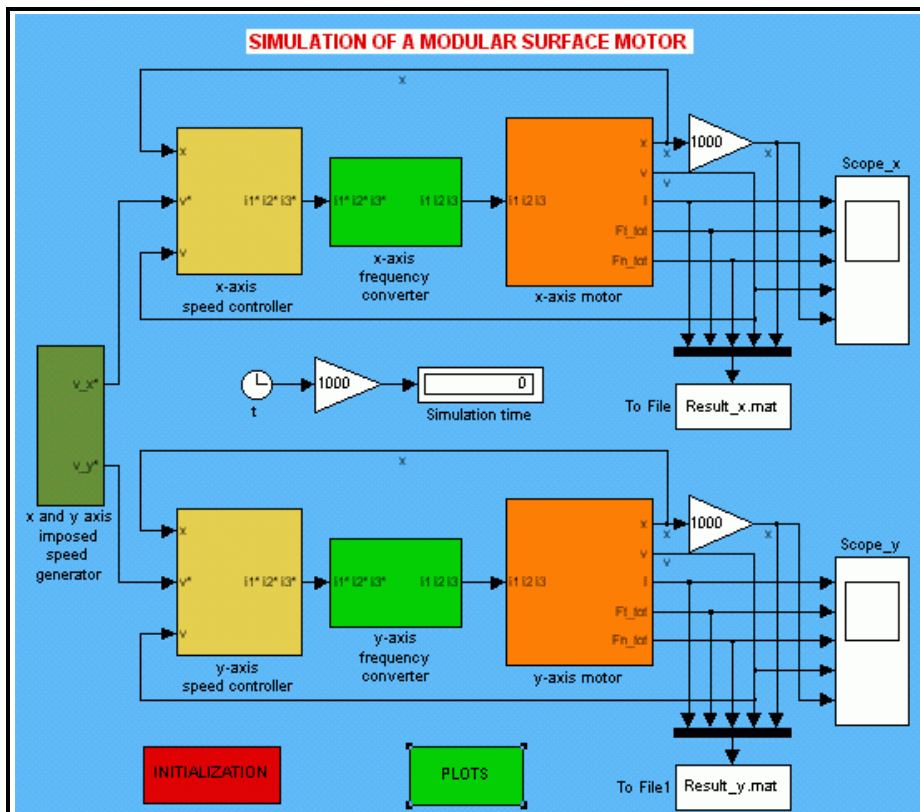 SIMULATION OF A MODULAR SURFACE MOTOR
x
x
v*
v
i1* i2* i3*
x-axis
speed controller
i1* i2* i3*
i1 i2 i3
x-axis
frequency
converter
i1 i2 i3
x
v
I
Ft_tot
Fn_tot
x-axis motor
x
v
1000
x
Scope_x
To File
Result_x.mat
t
1000
0
Simulation time
v_x*
v_y*
x and y axis
imposed
speed
generator
x
x
v*
v
i1* i2* i3*
y-axis
speed controller
i1* i2* i3*
i1 i2 i3
y-axis
frequency
converter
i1 i2 i3
x
v
I
Ft_tot
Fn_tot
y-axis motor
x
v
1000
x
Scope_y
To File1
Result_y.mat
INITIALIZATION
PLOTS